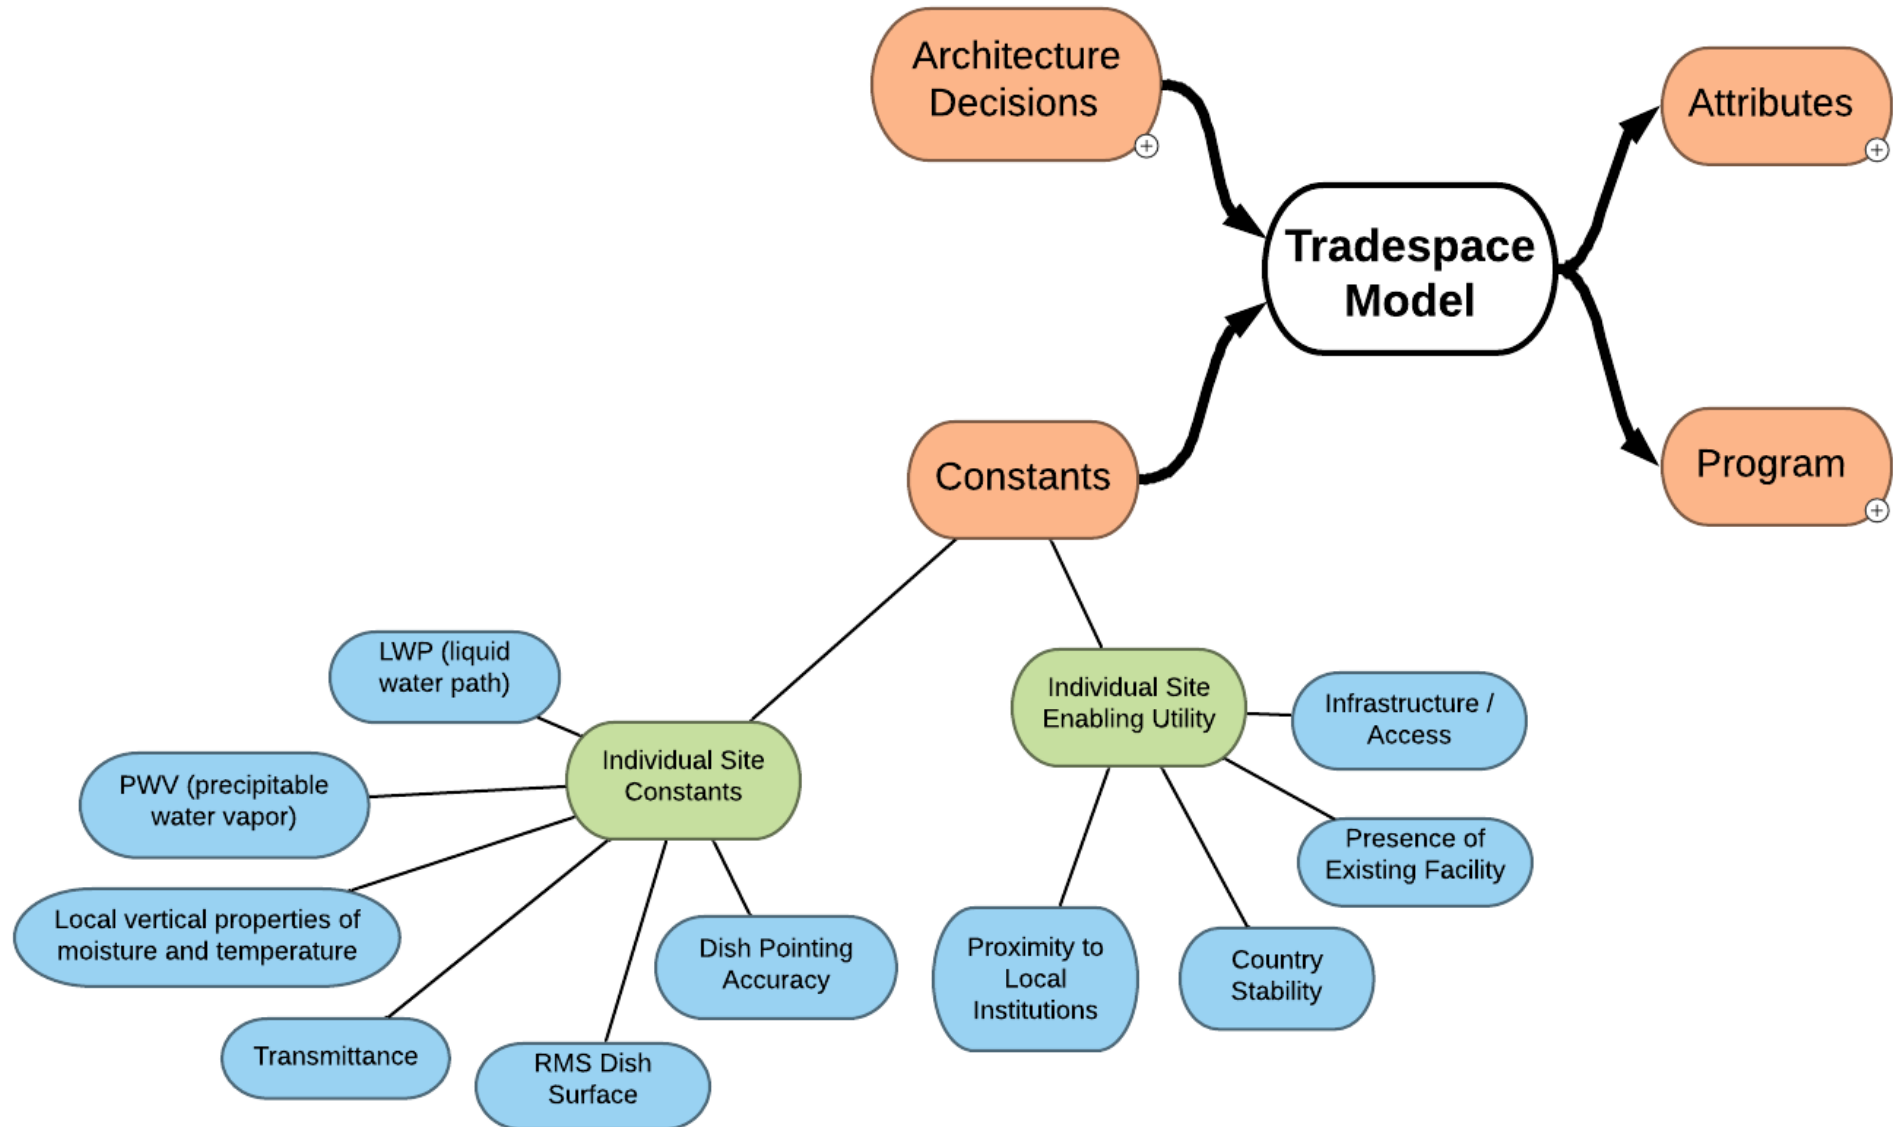 Architecture
Decisions
Attributes
Tradespace
Model
Constants
Program
LWP (liquid
water path)
Individual Site
Constants
PWV (precipitable
water vapor)
Local vertical properties of
moisture and temperature
Transmittance
RMS Dish
Surface
Dish Pointing
Accuracy
Individual Site
Enabling Utility
Infrastructure /
Access
Presence of
Existing Facility
Country
Stability
Proximity to
Local
Institutions